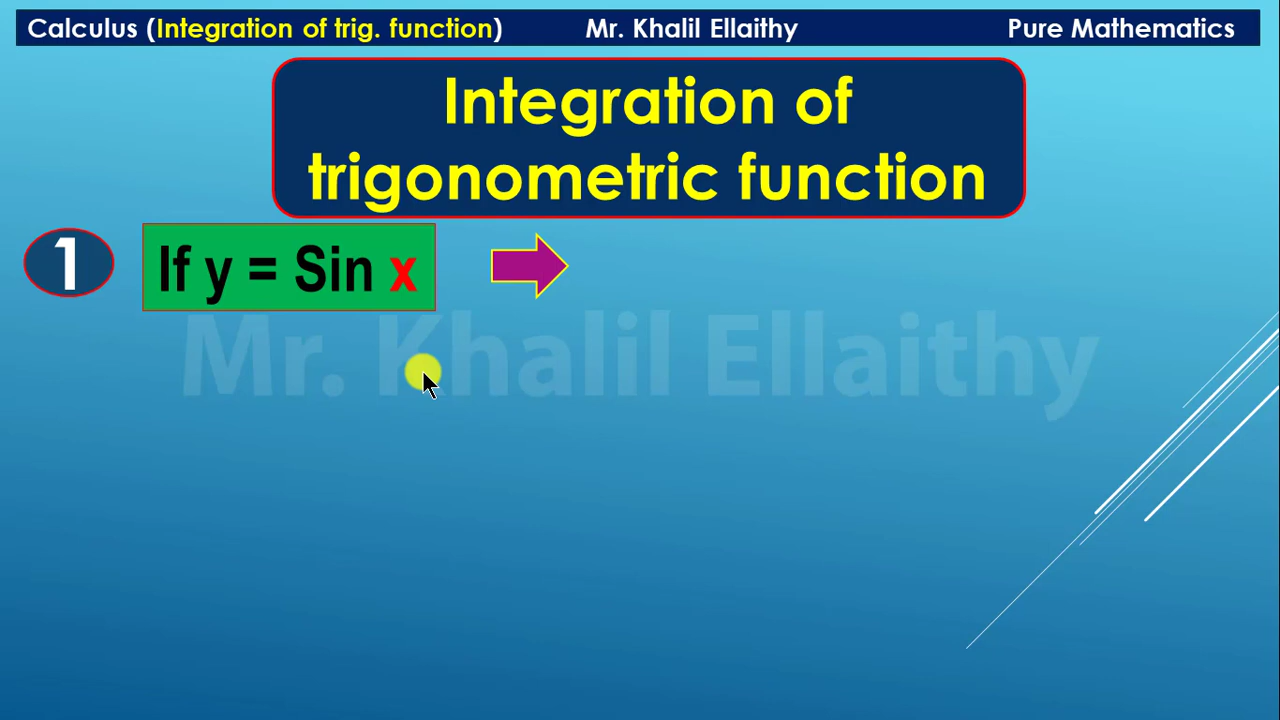 Calculus (Integration of trig. function) Mr. Khalil Ellaithy Pure Mathematics
Integration of
trigonometric function
1 If y = Sin x
Mr. Khalil Ellaithy